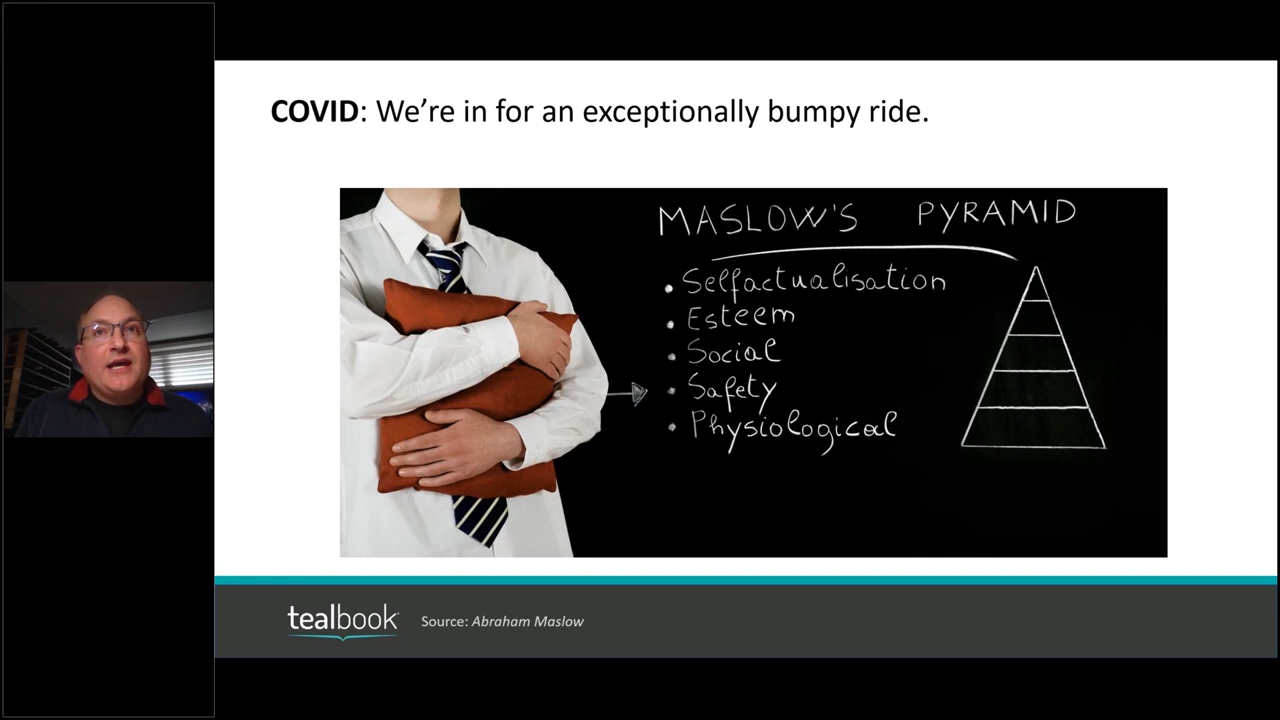 COVID: We’re in for an exceptionally bumpy ride.
MASLOW'S PYRAMID
• Selfactualisation
• Esteem
• Social
• Safety
• Physiological
tealbook
Source: Abraham Maslow